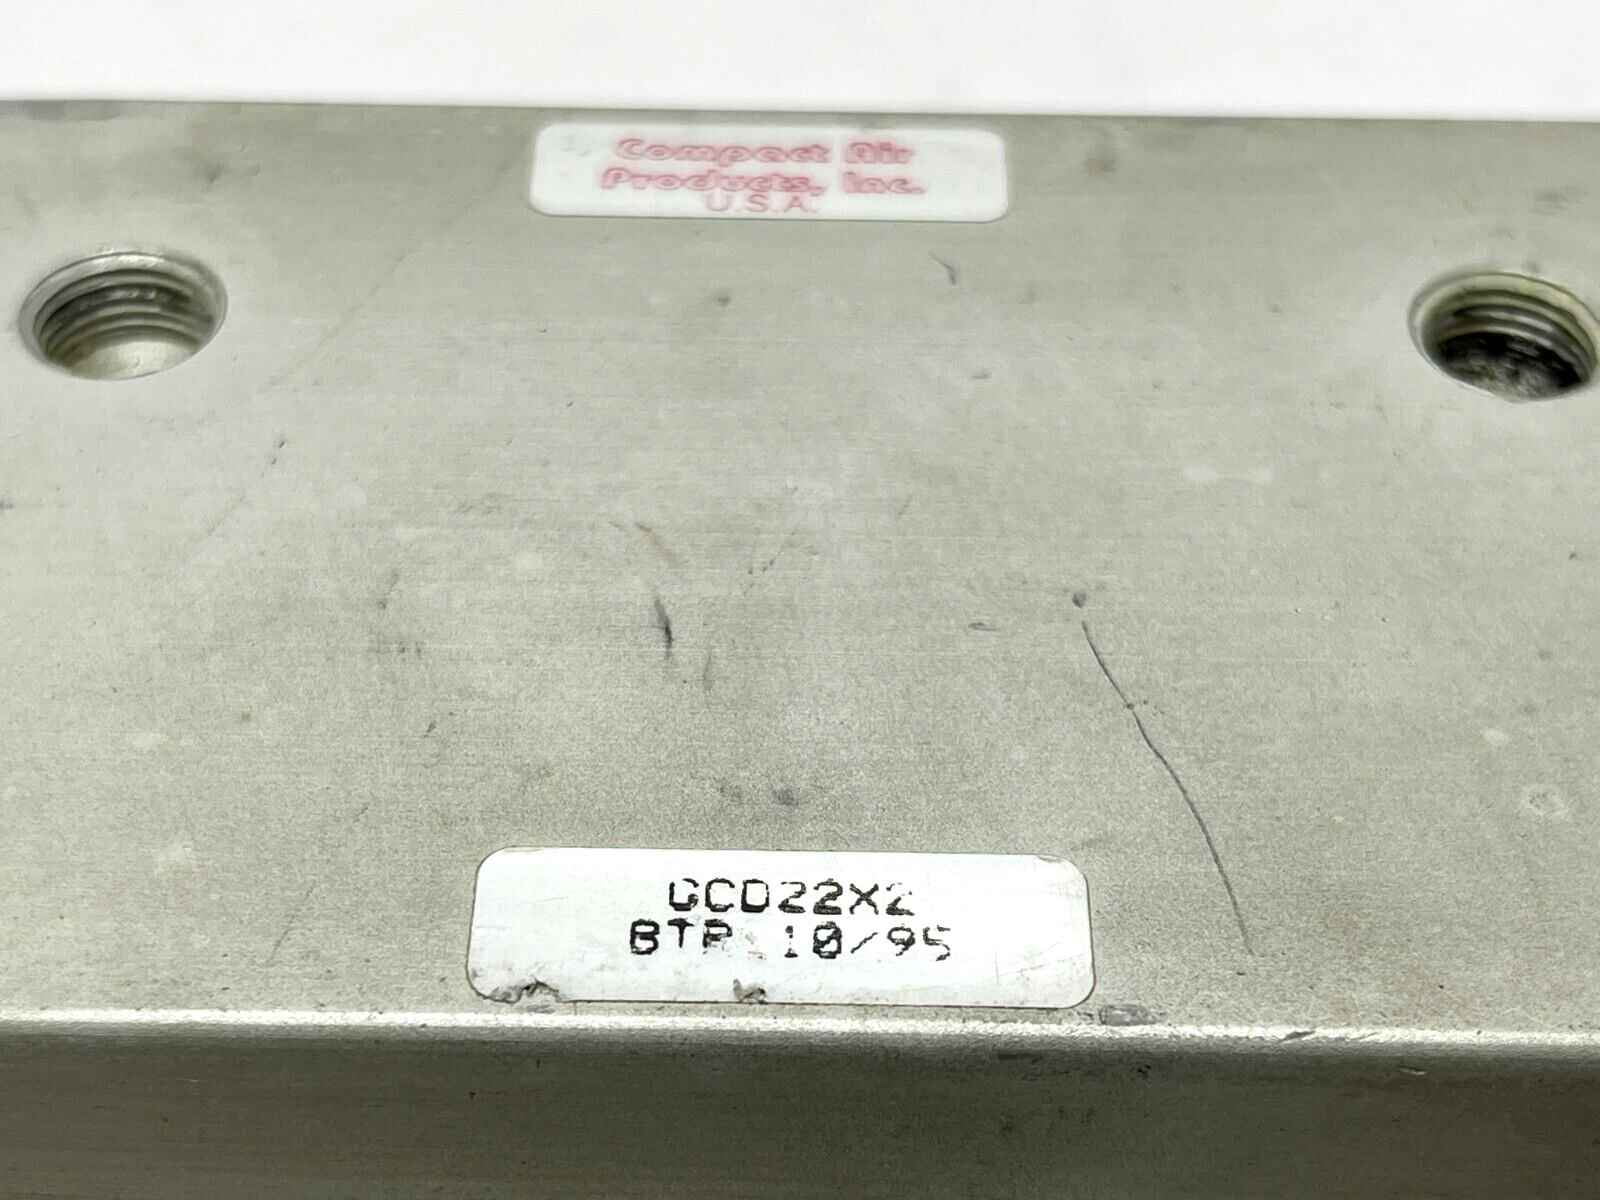 Compact Air
Products, Inc.
U.S.A.
GCD22X2
BTP 10/95